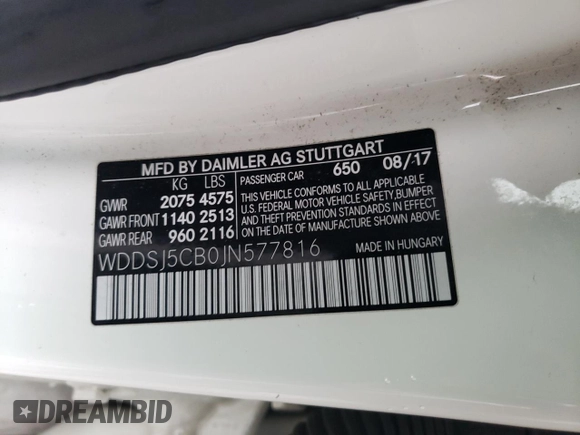 MFD BY DAIMLER AG STUTTGART
KG LBS
GVWR 2075 4575
GAWR FRONT 1140 2513
GAWR REAR 960 2116
PASSENGER CAR 650 08/17
THIS VEHICLE CONFORMS TO ALL APPLICABLE
U.S. FEDERAL MOTOR VEHICLE SAFETY, BUMPER
AND THEFT PREVENTION STANDARDS IN EFFECT
ON THE DATE OF MANUFACTURE SHOWN ABOVE.
WDDSJ5CB0JN577816
MADE IN HUNGARY
DREAMBID